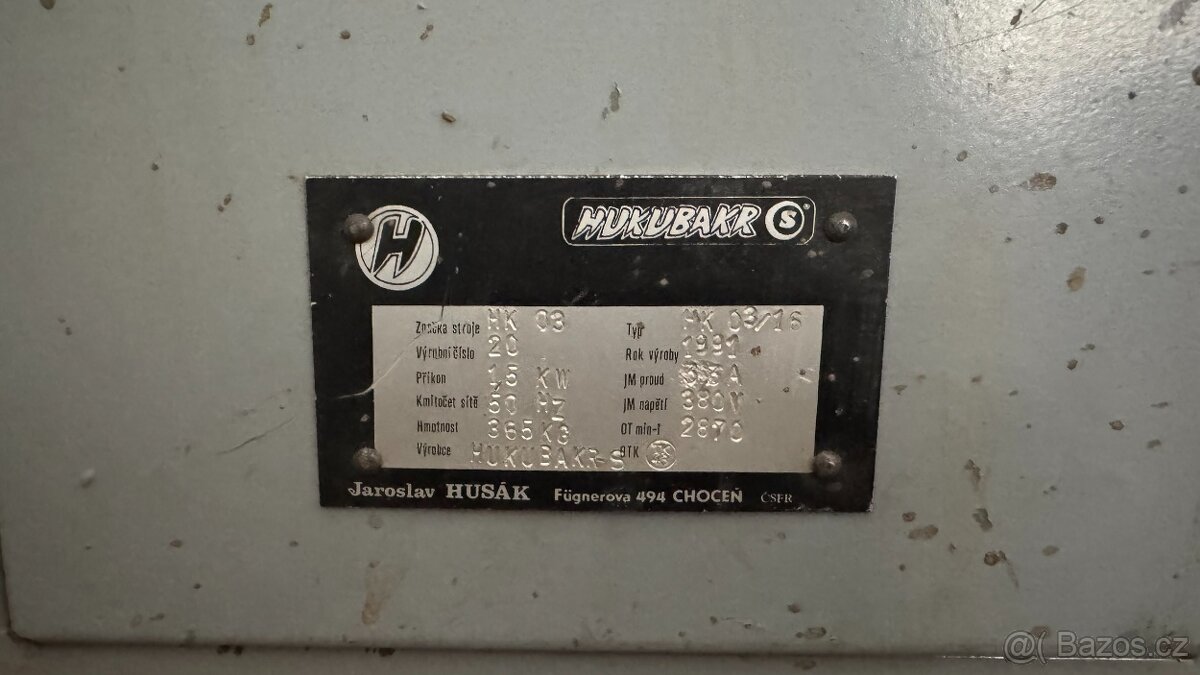 H HUKUBAKR S
Značka stroje HK 03 Typ HK 03/16
Výrobní číslo 20 Rok výroby 1991
Příkon 1,5 KW JM proud A
Kmitočet sítě 50 Hz JM napětí 380V
Hmotnost 365 KG OT min-1 2870
Výrobce HUKUBAKR-S OTK
Jaroslav HUSÁK Fügnerova 494 CHOCEŇ ČSFR
@( Bazos.cz